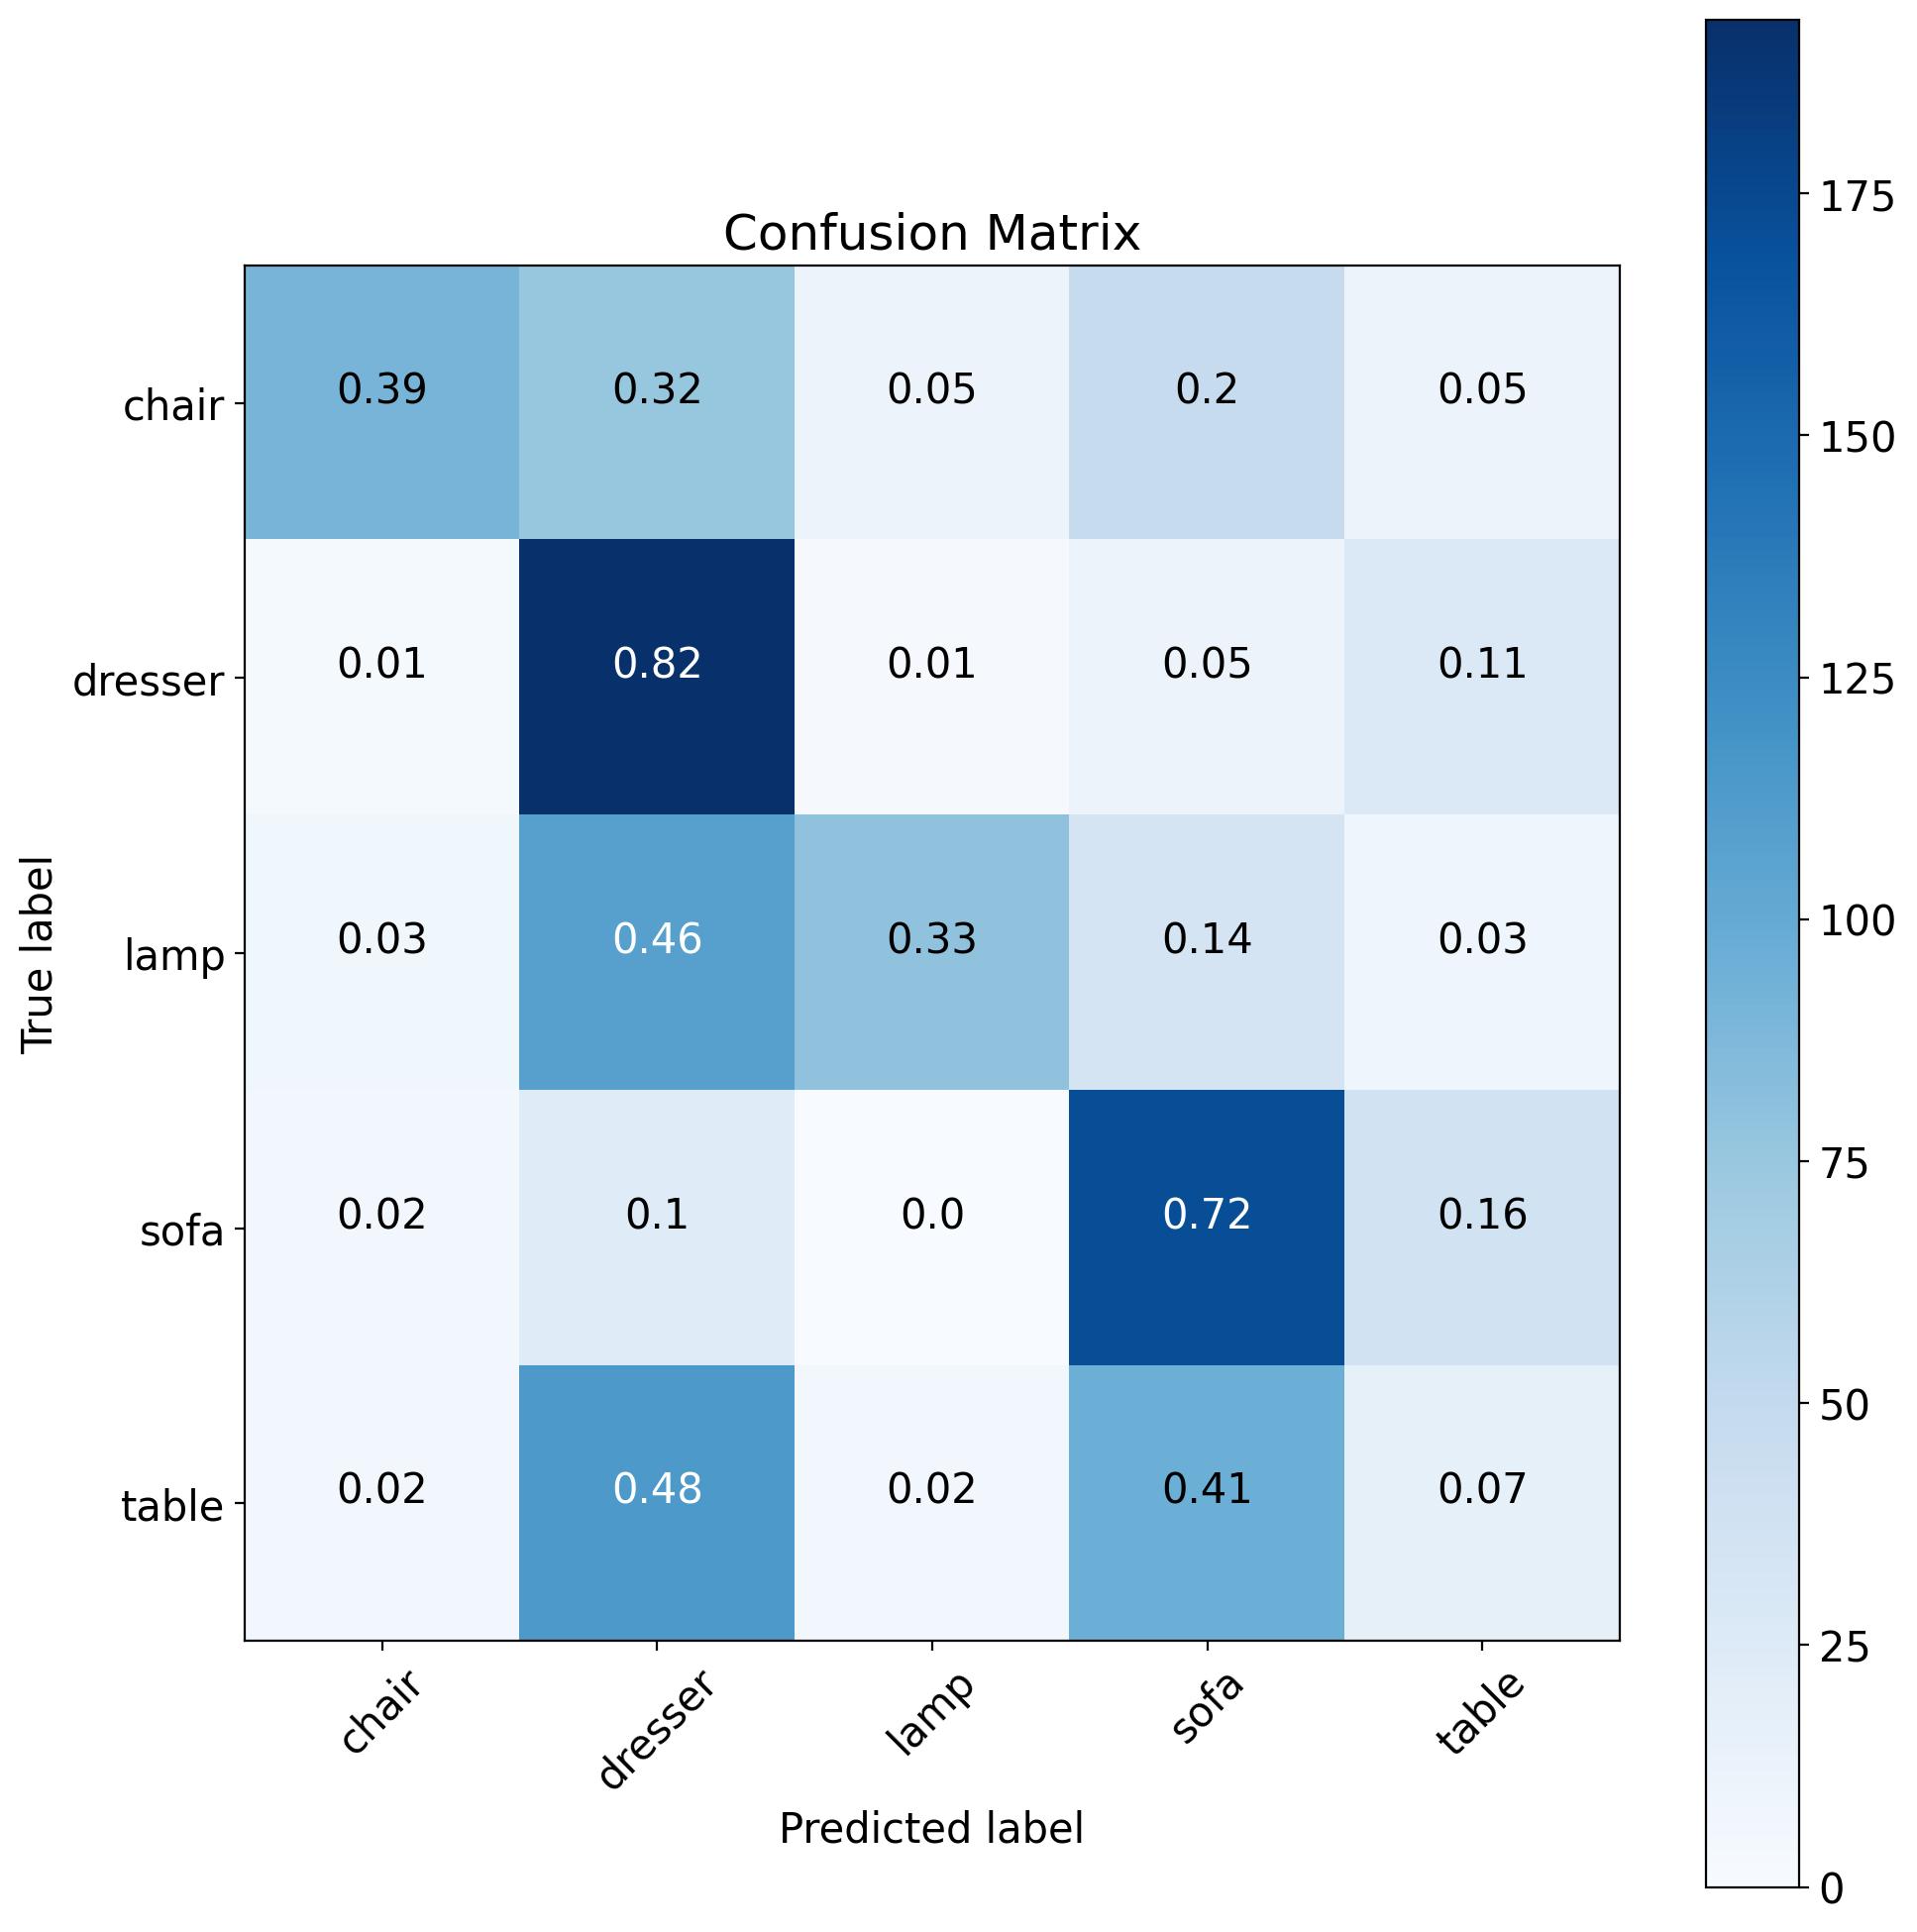 Confusion Matrix
chair 0.39 0.32 0.05 0.2 0.05
dresser 0.01 0.82 0.01 0.05 0.11
lamp 0.03 0.46 0.33 0.14 0.03
sofa 0.02 0.1 0.0 0.72 0.16
table 0.02 0.48 0.02 0.41 0.07
True label
chair dresser lamp sofa table
Predicted label
175
150
125
100
75
50
25
0